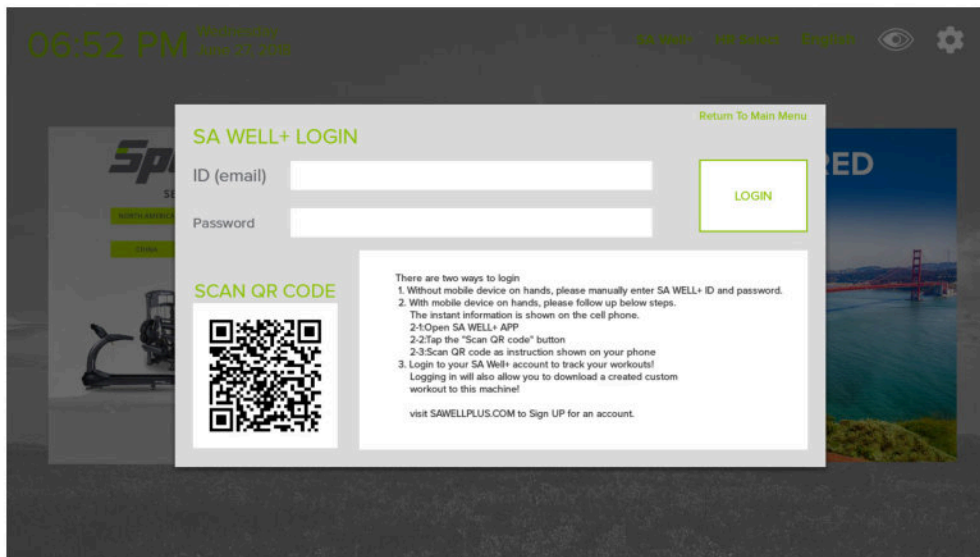 06:52 PM
Wednesday
SA Well+
English
Return To Main Menu
SA WELL+ LOGIN
ID (email)
LOGIN
Password
SCAN QR CODE
There are two ways to login
1. Without mobile device on hands, please manually enter SA WELL+ ID and password.
2. With mobile device on hands, please follow up below steps.
The instant information is shown on the cell phone.
2-1:Open SA WELL+ APP
2-2:Tap the "Scan QR code" button
2-3:Scan QR code as instruction shown on your phone
3. Login to your SA Well+ account to track your workouts!
Logging in will also allow you to download a created custom
workout to this machine!
visit SAWELLPLUS.COM to Sign UP for an account.
NORTH AMERICA
CHINA